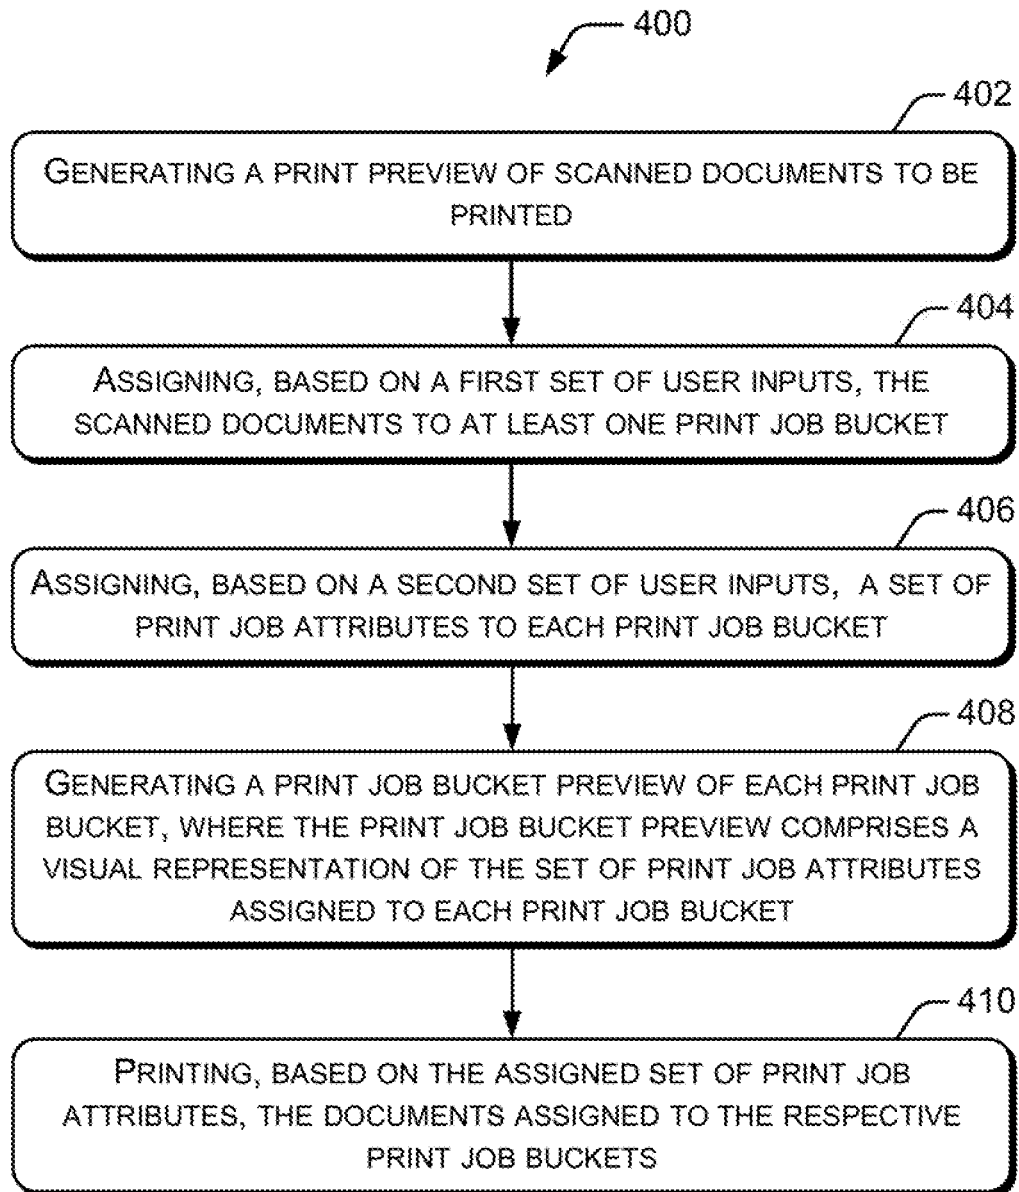 400
402
GENERATING A PRINT PREVIEW OF SCANNED DOCUMENTS TO BE
PRINTED
404
ASSIGNING, BASED ON A FIRST SET OF USER INPUTS, THE
SCANNED DOCUMENTS TO AT LEAST ONE PRINT JOB BUCKET
406
ASSIGNING, BASED ON A SECOND SET OF USER INPUTS, A SET OF
PRINT JOB ATTRIBUTES TO EACH PRINT JOB BUCKET
408
GENERATING A PRINT JOB BUCKET PREVIEW OF EACH PRINT JOB
BUCKET, WHERE THE PRINT JOB BUCKET PREVIEW COMPRISES A
VISUAL REPRESENTATION OF THE SET OF PRINT JOB ATTRIBUTES
ASSIGNED TO EACH PRINT JOB BUCKET
410
PRINTING, BASED ON THE ASSIGNED SET OF PRINT JOB
ATTRIBUTES, THE DOCUMENTS ASSIGNED TO THE RESPECTIVE
PRINT JOB BUCKETS